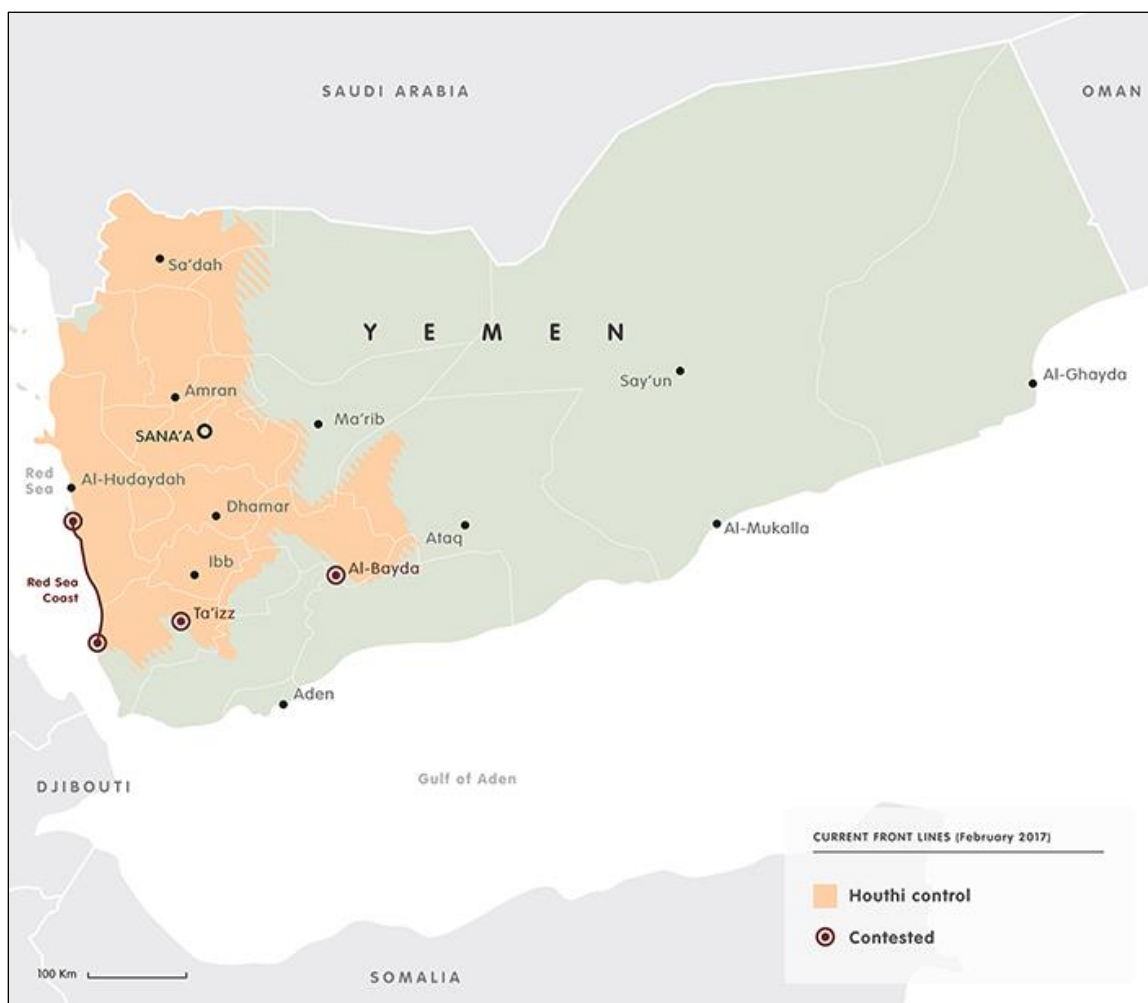 SAUDI ARABIA
OMAN
Sa'dah
YEMEN
Say'un
Al-Ghayda
Amran
Ma'rib
SANA'A
Red
Sea
Al-Hudaydah
Dhamar
Ataq
Al-Mukalla
Ibb
Al-Bayda
Red Sea
Coast
Ta'izz
Aden
DJIBOUTI
Gulf of Aden
CURRENT FRONT LINES (February 2017)
Houthi control
Contested
100 Km
SOMALIA